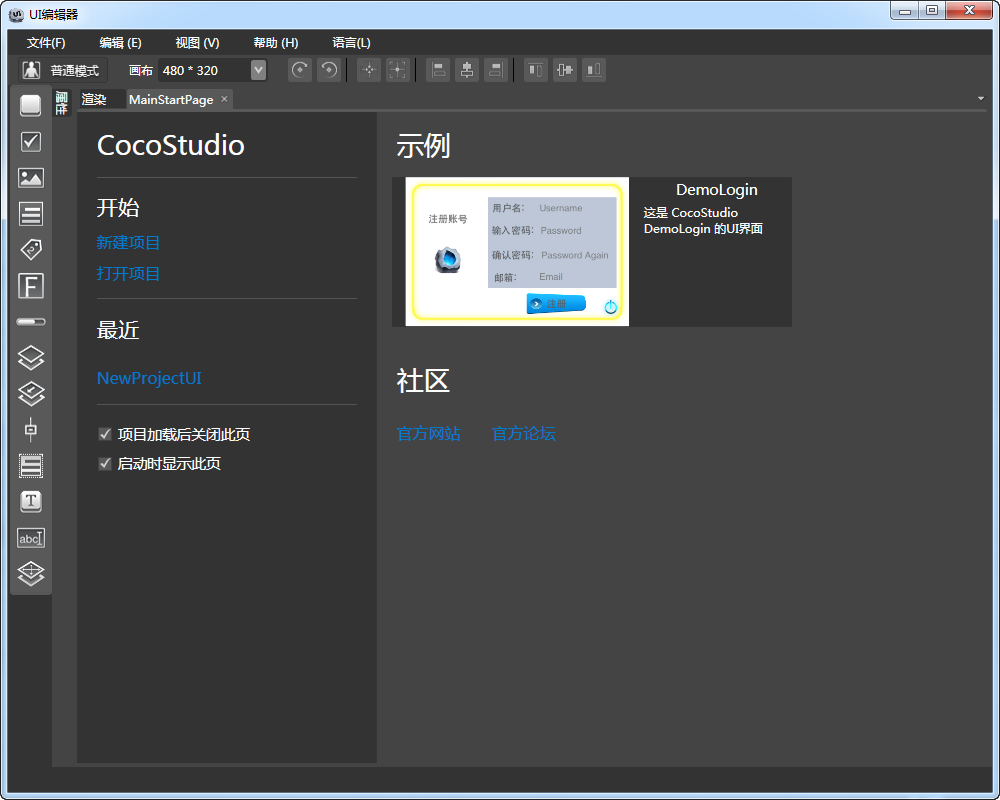 UI编辑器
文件(F) 编辑 (E) 视图 (V) 帮助 (H) 语言(L)
普通模式 画布 480 * 320
属性
渲染 MainStartPage ×
CocoStudio
开始
新建项目
打开项目
最近
NewProjectUI
项目加载后关闭此页
启动时显示此页
F
T
abc
示例
注册账号
用户名: Username
输入密码: Password
确认密码: Password Again
邮箱: Email
注册
DemoLogin
这是 CocoStudio
DemoLogin 的UI界面
社区
官方网站 官方论坛